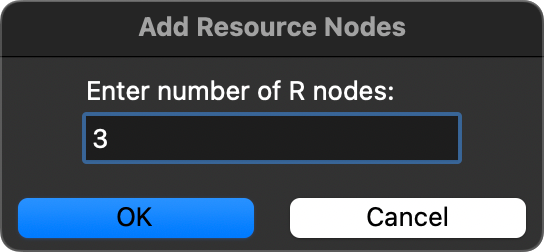 Add Resource Nodes
Enter number of R nodes:
3
OK
Cancel